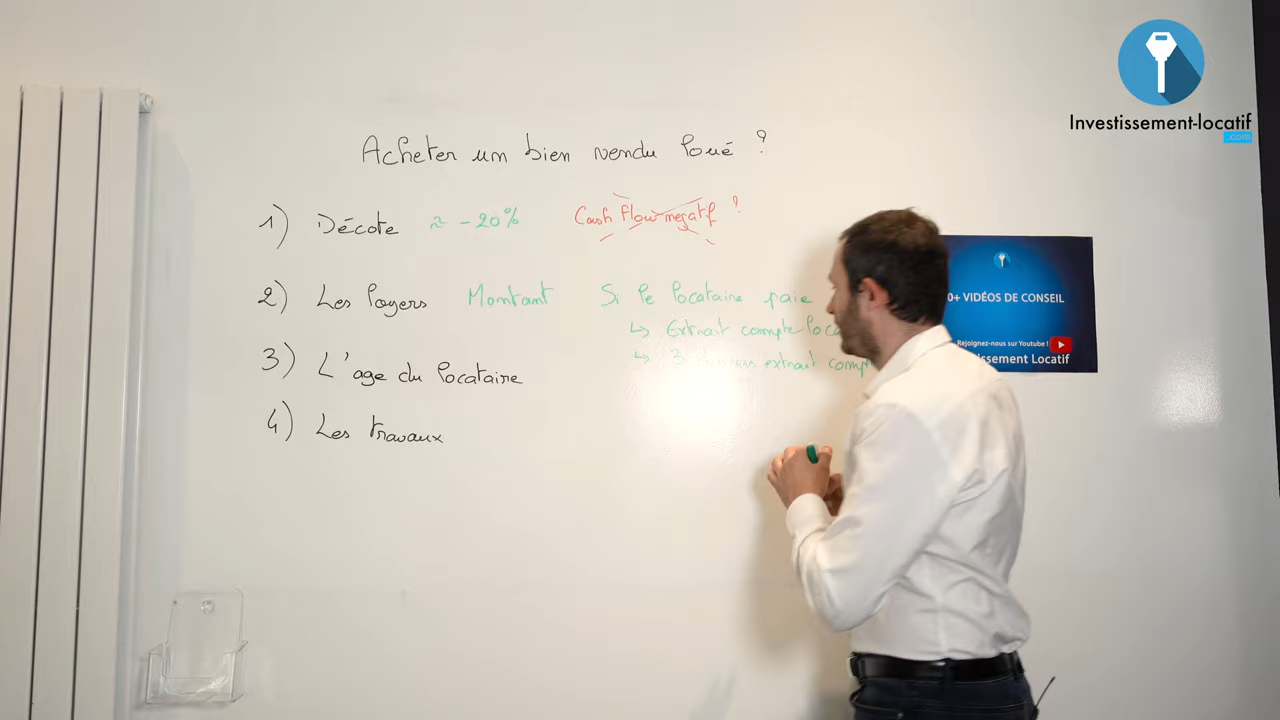 Investissement-locatif
.com
Acheter un bien vendu loué ?
1) Décote ≈ -20% Cash Flow negatif ?
2) Les loyers Montant Si le locataire paie
↳ Extrait compte loca
↳ 3 extrait comp
3) L'age du locataire
4) Les travaux
0+ VIDÉOS DE CONSEIL
Rejoignez-nous sur Youtube !
issement Locatif